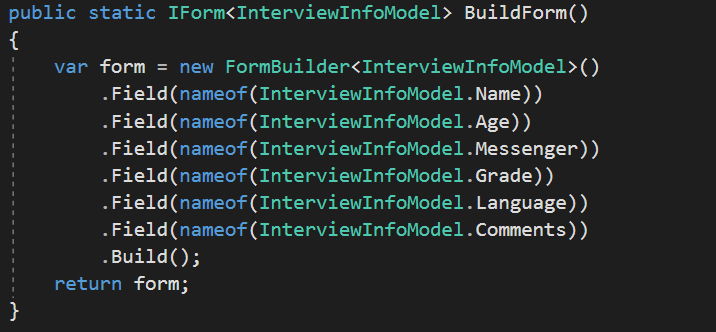 public static IForm<InterviewInfoModel> BuildForm()
{
    var form = new FormBuilder<InterviewInfoModel>()
        .Field(nameof(InterviewInfoModel.Name))
        .Field(nameof(InterviewInfoModel.Age))
        .Field(nameof(InterviewInfoModel.Messenger))
        .Field(nameof(InterviewInfoModel.Grade))
        .Field(nameof(InterviewInfoModel.Language))
        .Field(nameof(InterviewInfoModel.Comments))
        .Build();
    return form;
}